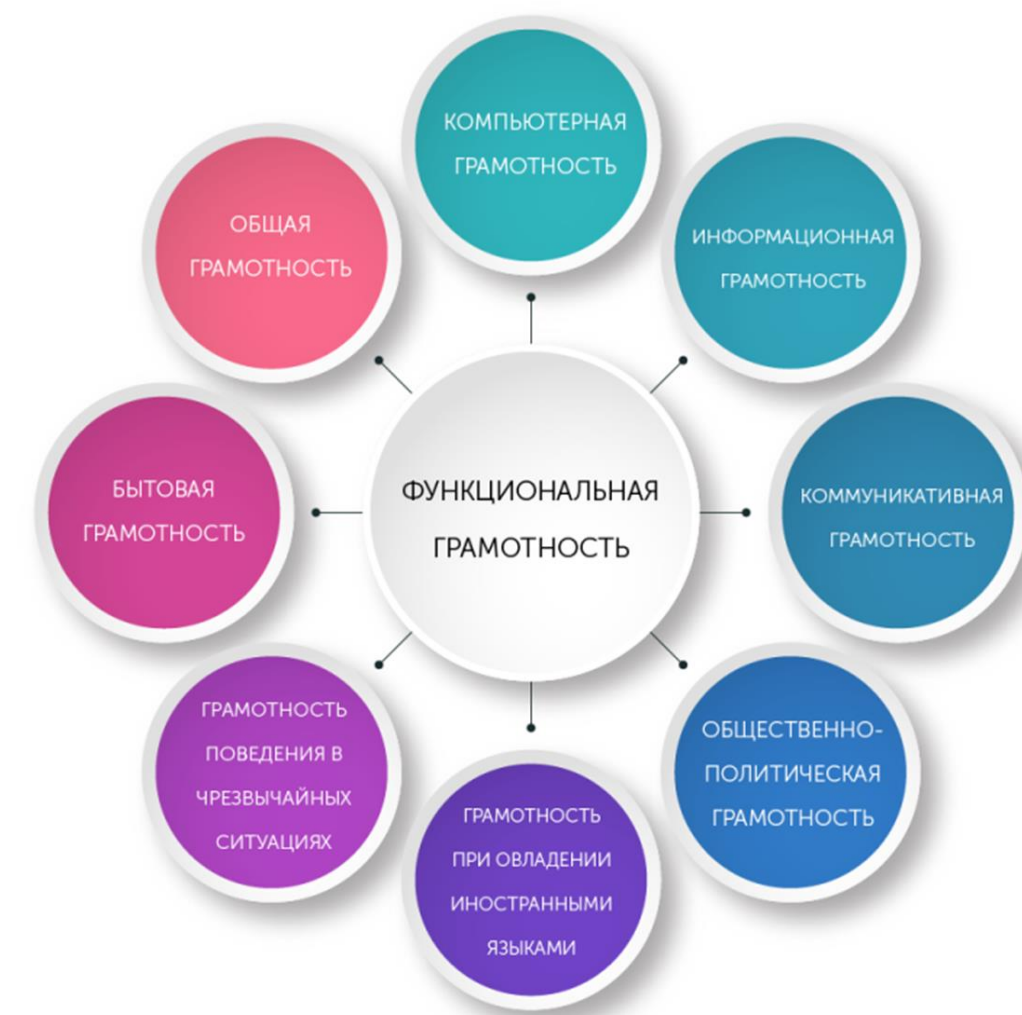 КОМПЬЮТЕРНАЯ
ГРАМОТНОСТЬ
ОБЩАЯ
ГРАМОТНОСТЬ
ИНФОРМАЦИОННАЯ
ГРАМОТНОСТЬ
БЫТОВАЯ
ГРАМОТНОСТЬ
ФУНКЦИОНАЛЬНАЯ
ГРАМОТНОСТЬ
КОММУНИКАТИВНАЯ
ГРАМОТНОСТЬ
ГРАМОТНОСТЬ
ПОВЕДЕНИЯ В
ЧРЕЗВЫЧАЙНЫХ
СИТУАЦИЯХ
ГРАМОТНОСТЬ
ПРИ ОВЛАДЕНИИ
ИНОСТРАННЫМИ
ЯЗЫКАМИ
ОБЩЕСТВЕННО-
ПОЛИТИЧЕСКАЯ
ГРАМОТНОСТЬ